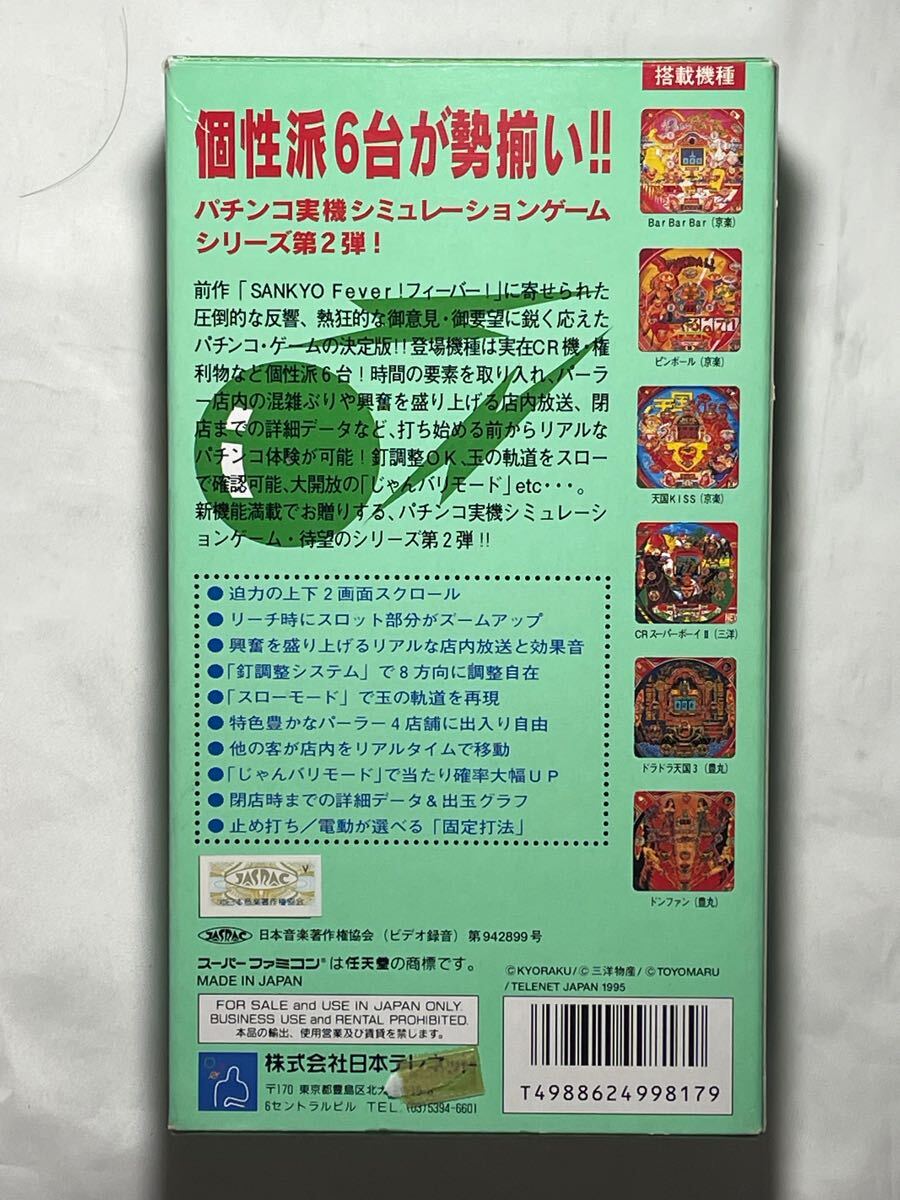 搭載機種
個性派6台が勢揃い!!
パチンコ実機シミュレーションゲーム
シリーズ第2弾!
前作「SANKYO Fever!フィーバー!」に寄せられた
圧倒的な反響、熱狂的な御意見・御要望に鋭く応えた
パチンコ・ゲームの決定版!!登場機種は実在CR機・権
利物など個性派6台!時間の要素を取り入れ、パーラ
ー店内の混雑ぶりや興奮を盛り上げる店内放送、閉
店までの詳細データなど、打ち始める前からリアルな
パチンコ体験が可能!釘調整OK、玉の軌道をスロー
で確認可能、大開放の「じゃんバリモード」etc・・・。
新機能満載でお贈りする、パチンコ実機シミュレーシ
ョンゲーム・待望のシリーズ第2弾!!
●迫力の上下2画面スクロール
●リーチ時にスロット部分がズームアップ
●興奮を盛り上げるリアルな店内放送と効果音
●「釘調整システム」で8方向に調整自在
●「スローモード」で玉の軌道を再現
●特色豊かなパーラー4店舗に出入り自由
●他の客が店内をリアルタイムで移動
●「じゃんバリモード」で当たり確率大幅UP
●閉店時までの詳細データ&出玉グラフ
●止め打ち/電動が選べる「固定打法」
Bar Bar Bar(京楽)
ピンボール(京楽)
天国KISS(京楽)
CRスーパーボーイⅡ(三洋)
ドラドラ天国3(豊丸)
ドンファン(豊丸)
JASRAC V
日本音楽著作権協会
JASRAC 日本音楽著作権協会(ビデオ録音)第942899号
スーパーファミコン®は任天堂の商標です。
MADE IN JAPAN
©KYORAKU/©三洋物産/©TOYOMARU
/TELENET JAPAN 1995
FOR SALE and USE IN JAPAN ONLY.
BUSINESS USE and RENTAL PROHIBITED.
本品の輸出、使用営業及び賃貸を禁じます。
株式会社日本テレネット
〒170 東京都豊島区北大
6セントラルビル TEL.(03)5394-6601
T4988624998179